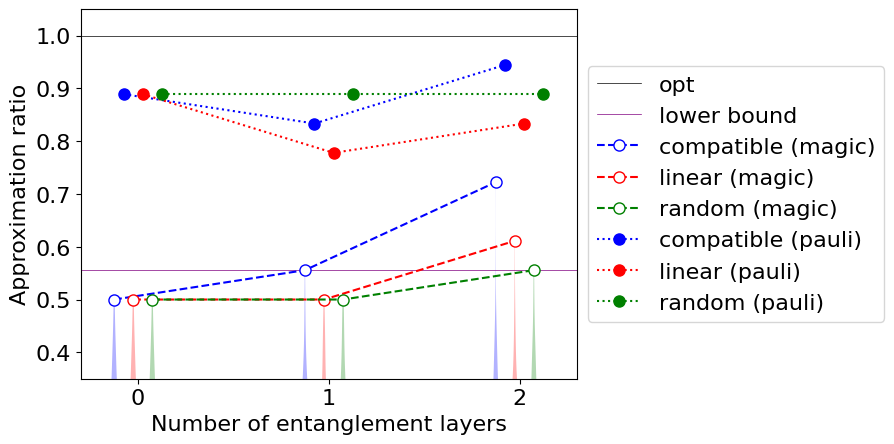 1.0
0.9
0.8
0.7
0.6
0.5
0.4
Approximation ratio
0 1 2
Number of entanglement layers
opt
lower bound
compatible (magic)
linear (magic)
random (magic)
compatible (pauli)
linear (pauli)
random (pauli)